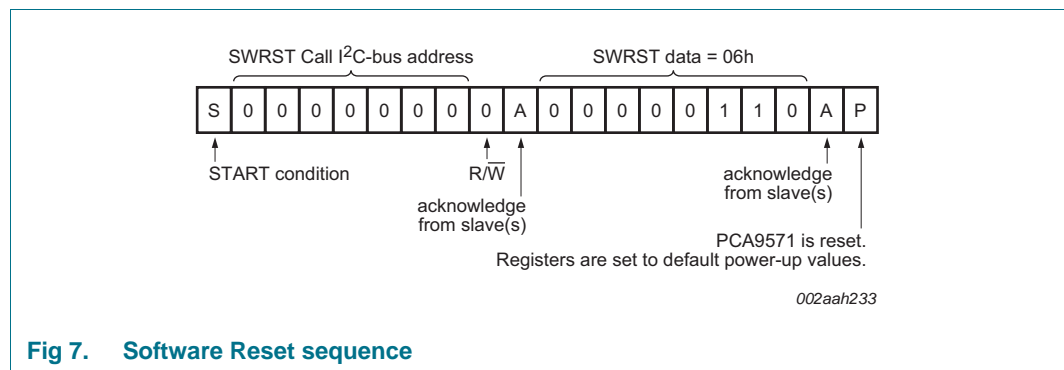 SWRST Call I²C-bus address SWRST data = 06h
S 0 0 0 0 0 0 0 0 A 0 0 0 0 0 1 1 0 A P
START condition R/W̅ acknowledge
from slave(s)
acknowledge
from slave(s)
PCA9571 is reset.
Registers are set to default power-up values.
002aah233
Fig 7. Software Reset sequence